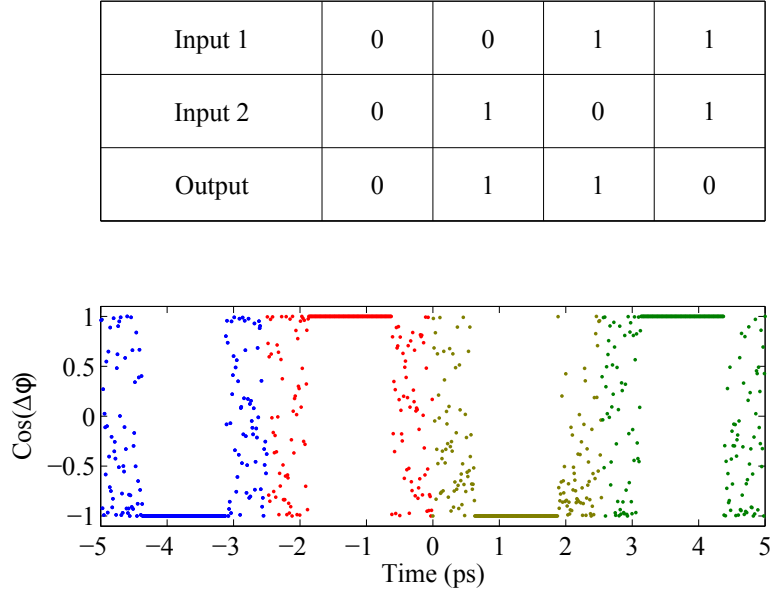 Input 1 0 0 1 1
Input 2 0 1 0 1
Output 0 1 1 0
1
0.5
0
−0.5
−1
Cos(Δφ)
−5 −4 −3 −2 −1 0 1 2 3 4 5
Time (ps)